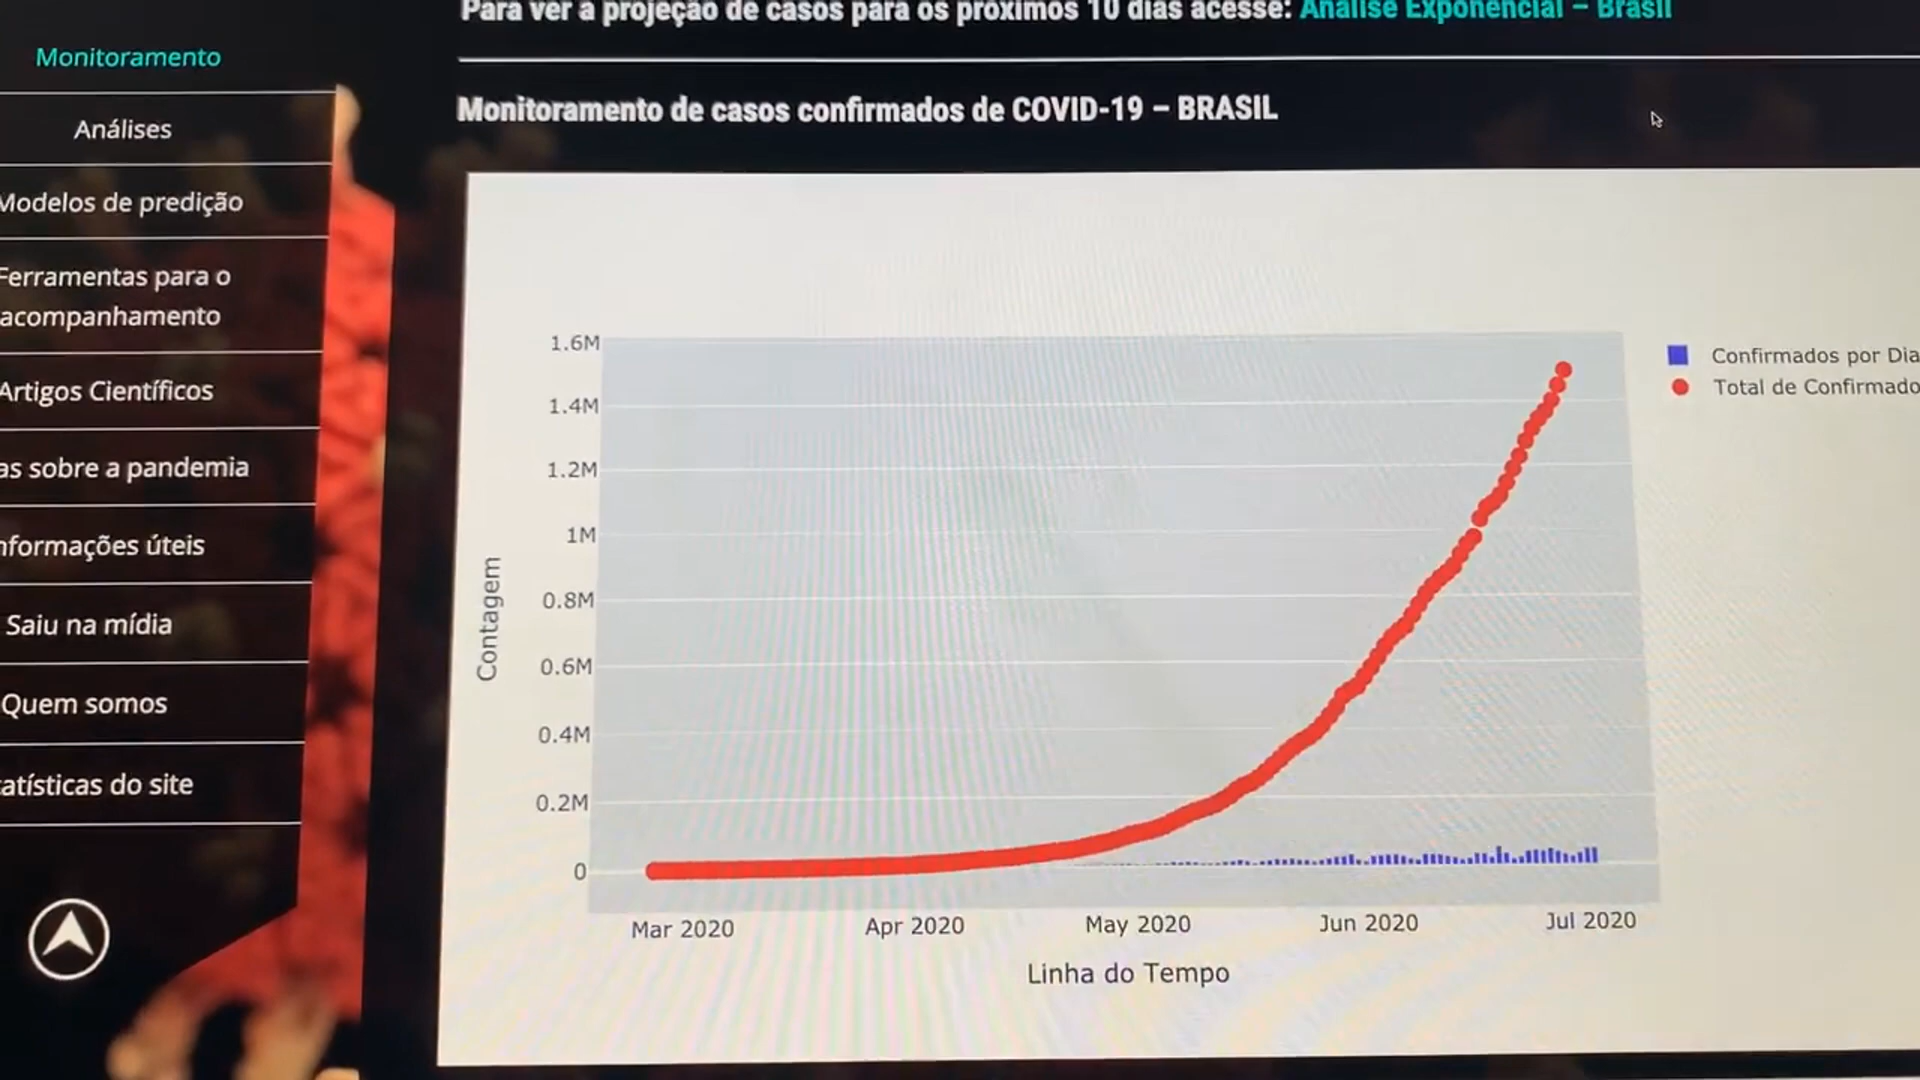 Para ver a projeção de casos para os próximos 10 dias acesse: Análise Exponencial – Brasil
Monitoramento
Análises
Modelos de predição
Ferramentas para o
acompanhamento
Artigos Científicos
sobre a pandemia
Informações úteis
Saiu na mídia
Quem somos
do site
Monitoramento de casos confirmados de COVID-19 – BRASIL
Contagem
1.6M
1.4M
1.2M
1M
0.8M
0.6M
0.4M
0.2M
0
Mar 2020
Apr 2020
May 2020
Jun 2020
Jul 2020
Linha do Tempo
Confirmados por Dia
Total de Confirmado